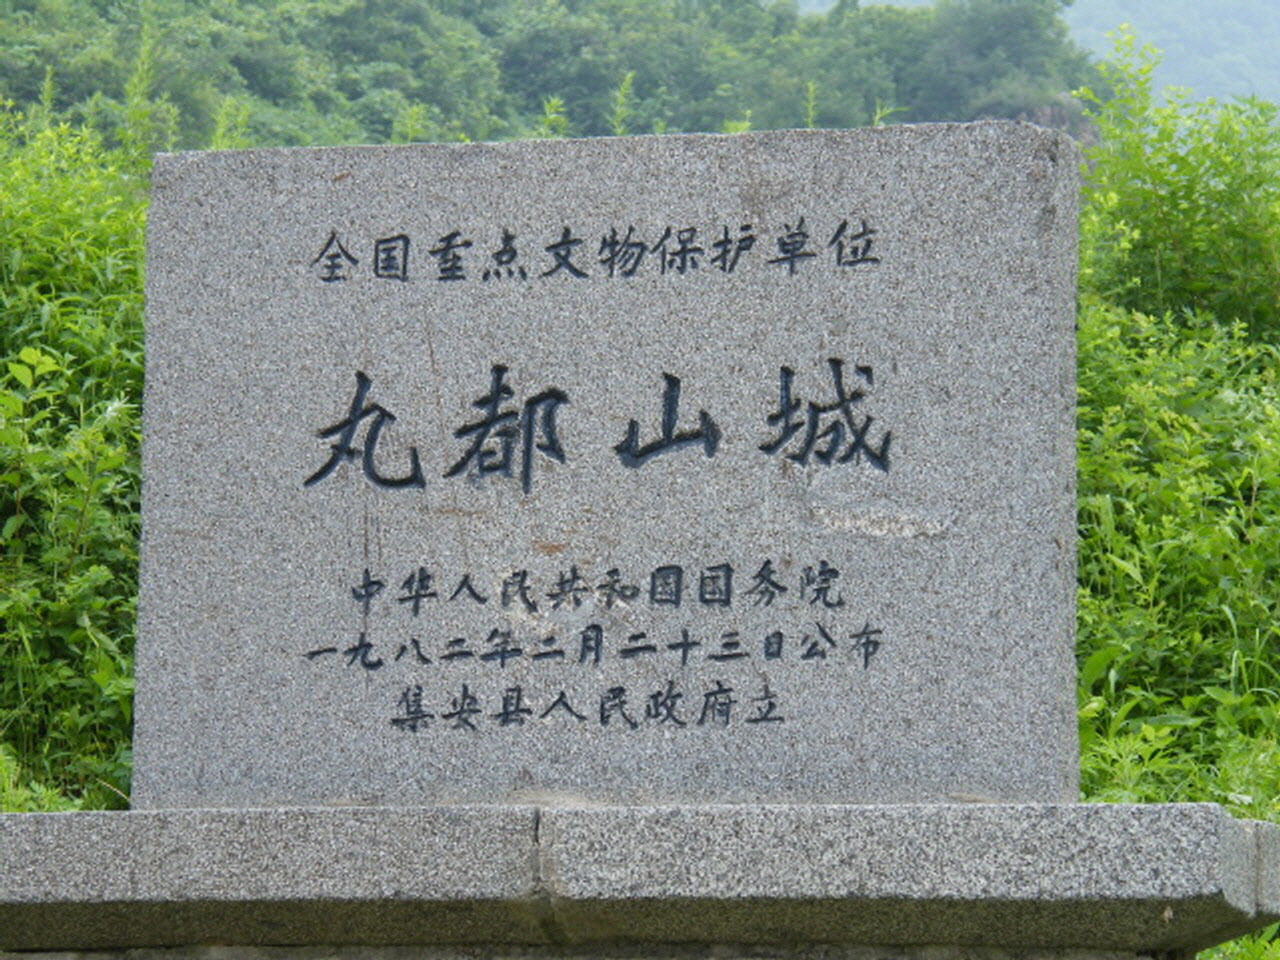 全国重点文物保护单位
丸都山城
中华人民共和国国务院
一九八二年二月二十三日公布
集安县人民政府立